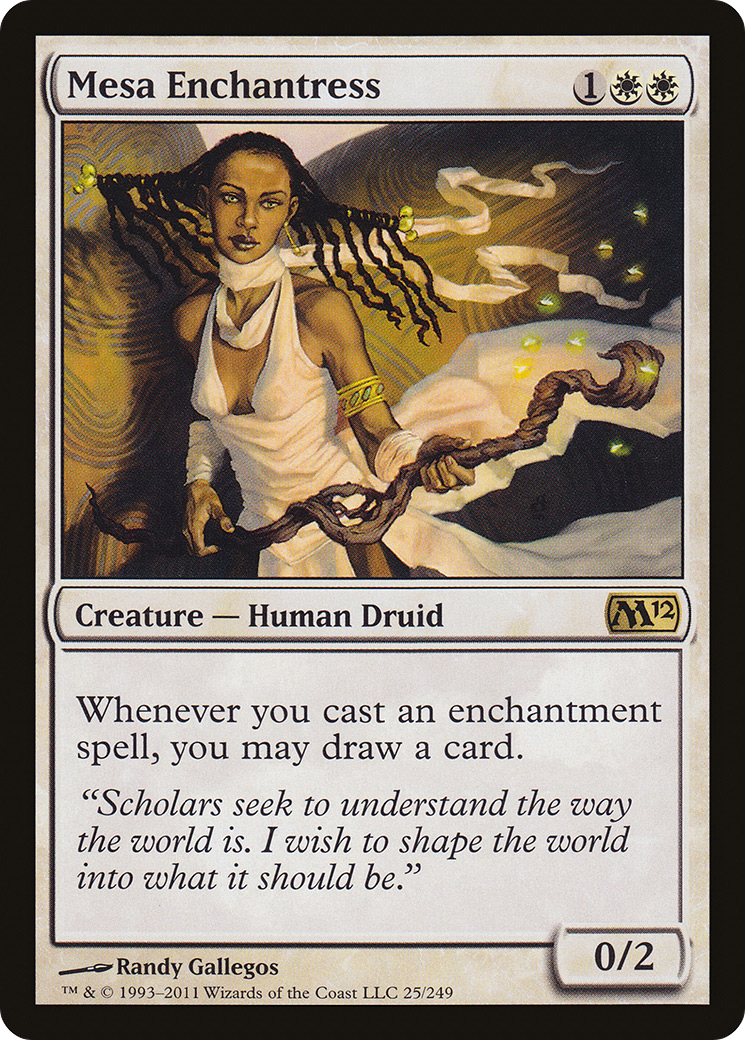 Mesa Enchantress 1
Creature — Human Druid M12
Whenever you cast an enchantment
spell, you may draw a card.
“Scholars seek to understand the way
the world is. I wish to shape the world
into what it should be.”
0/2
Randy Gallegos
™ & © 1993–2011 Wizards of the Coast LLC 25/249